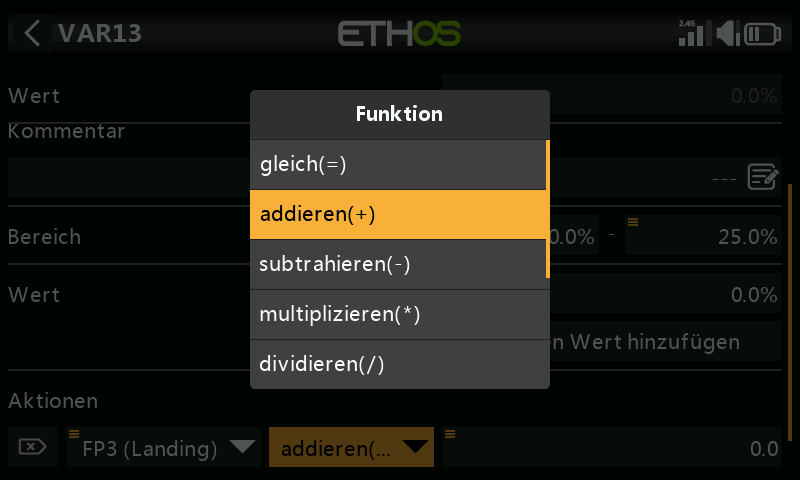 VAR13
ETHOS
2.4G
Wert
0.0%
Kommentar
---
Bereich
0.0%
-
25.0%
Wert
0.0%
en Wert hinzufügen
Aktionen
FP3 (Landing)
addieren(...
0.0
Funktion
gleich(=)
addieren(+)
subtrahieren(-)
multiplizieren(*)
dividieren(/)